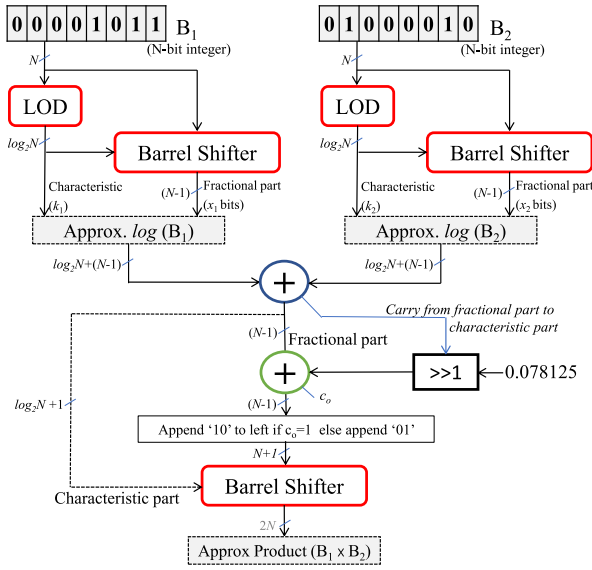 0 0 0 0 1 0 1 1 B₁
(N-bit integer)
0 1 0 0 0 0 1 0 B₂
(N-bit integer)
N
N
LOD
LOD
log₂N
log₂N
Barrel Shifter
Barrel Shifter
Characteristic
(k₁)
(N-1)
Fractional part
(x₁ bits)
Characteristic
(k₂)
(N-1)
Fractional part
(x₂ bits)
Approx. log (B₁)
Approx. log (B₂)
log₂N+(N-1)
log₂N+(N-1)
+
Carry from fractional part to
characteristic part
(N-1)
Fractional part
+
>>1
0.078125
log₂N+1
(N-1)
cₒ
Append ‘10’ to left if cₒ=1 else append ‘01’
N+1
Characteristic part
Barrel Shifter
2N
Approx Product (B₁ x B₂)